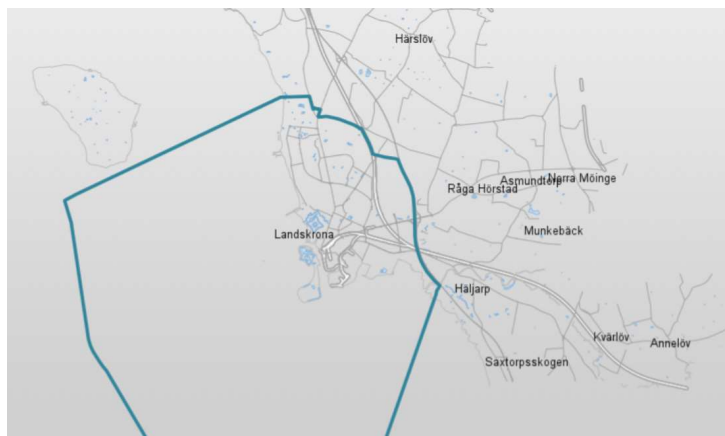 Härslöv
Asmundtorp
Norra Möinge
Råga Hörstad
Landskrona
Munkebäck
Häljarp
Kvärlöv
Annelöv
Saxtorpsskogen